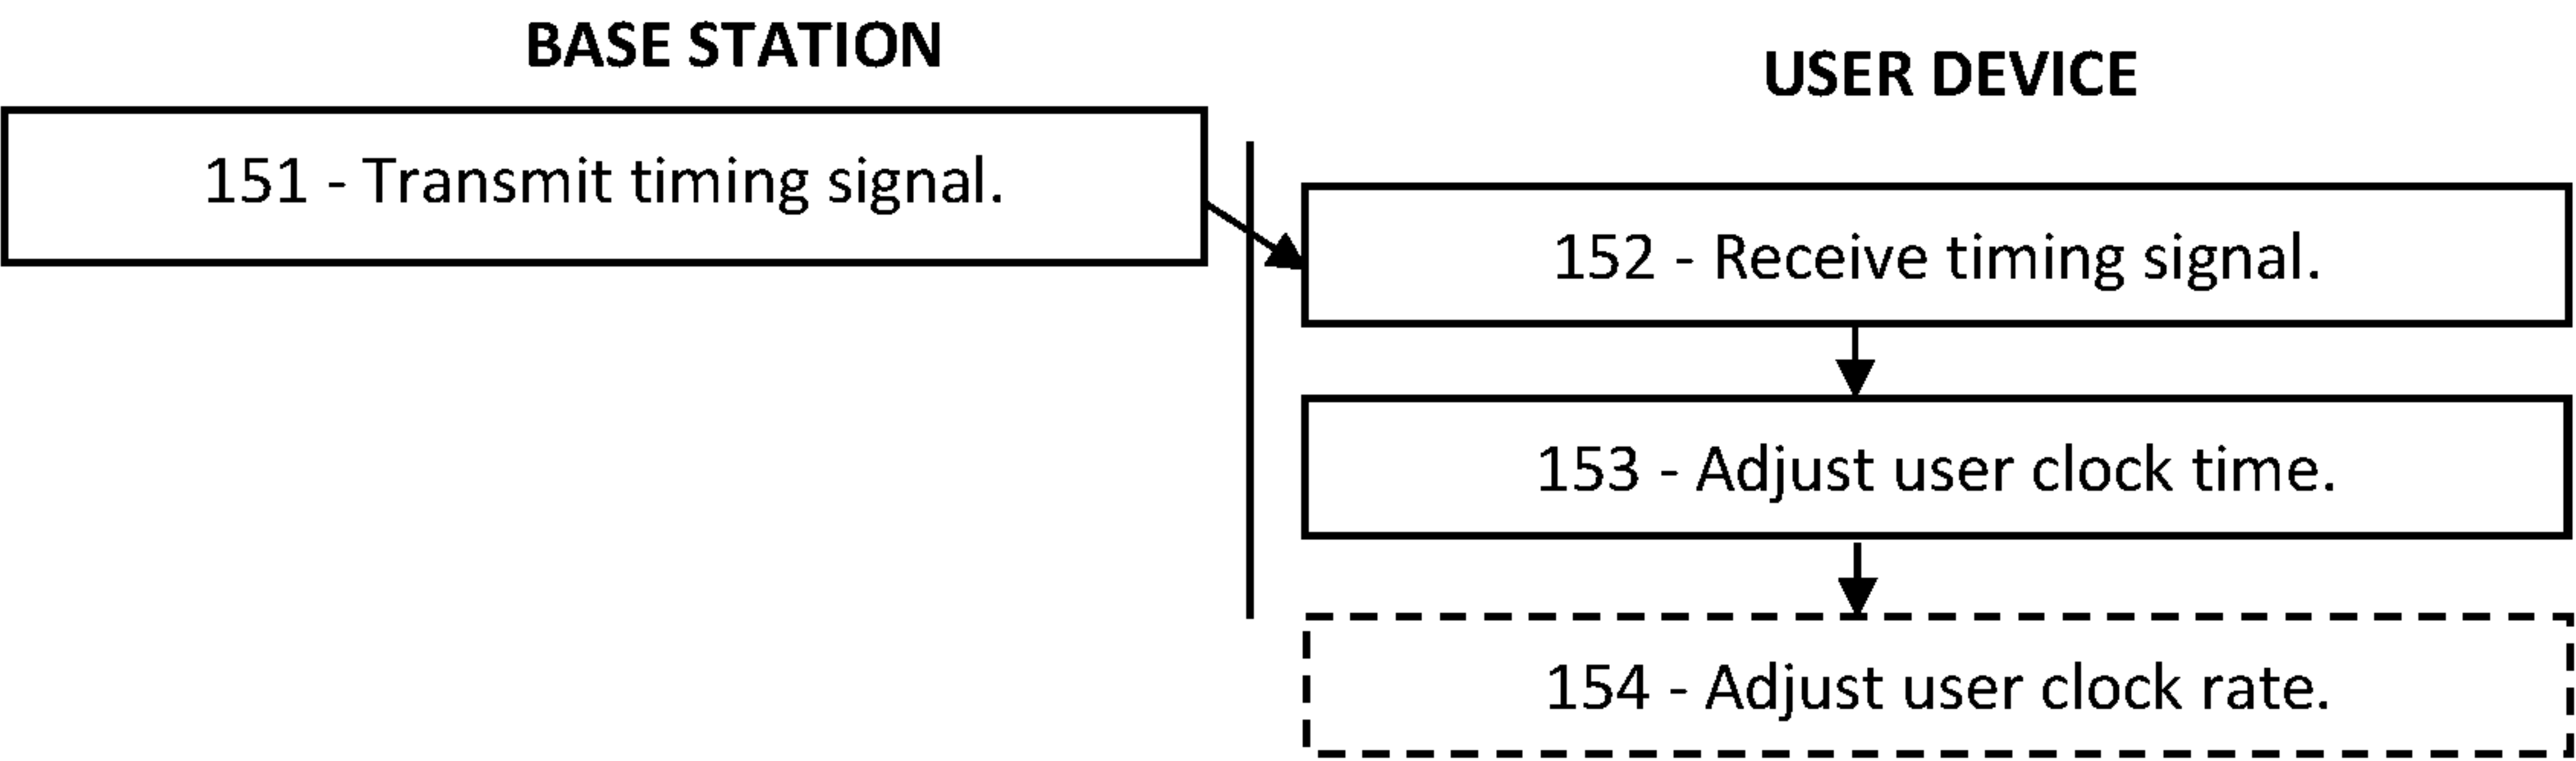 BASE STATION
USER DEVICE
151 - Transmit timing signal.
152 - Receive timing signal.
153 - Adjust user clock time.
154 - Adjust user clock rate.